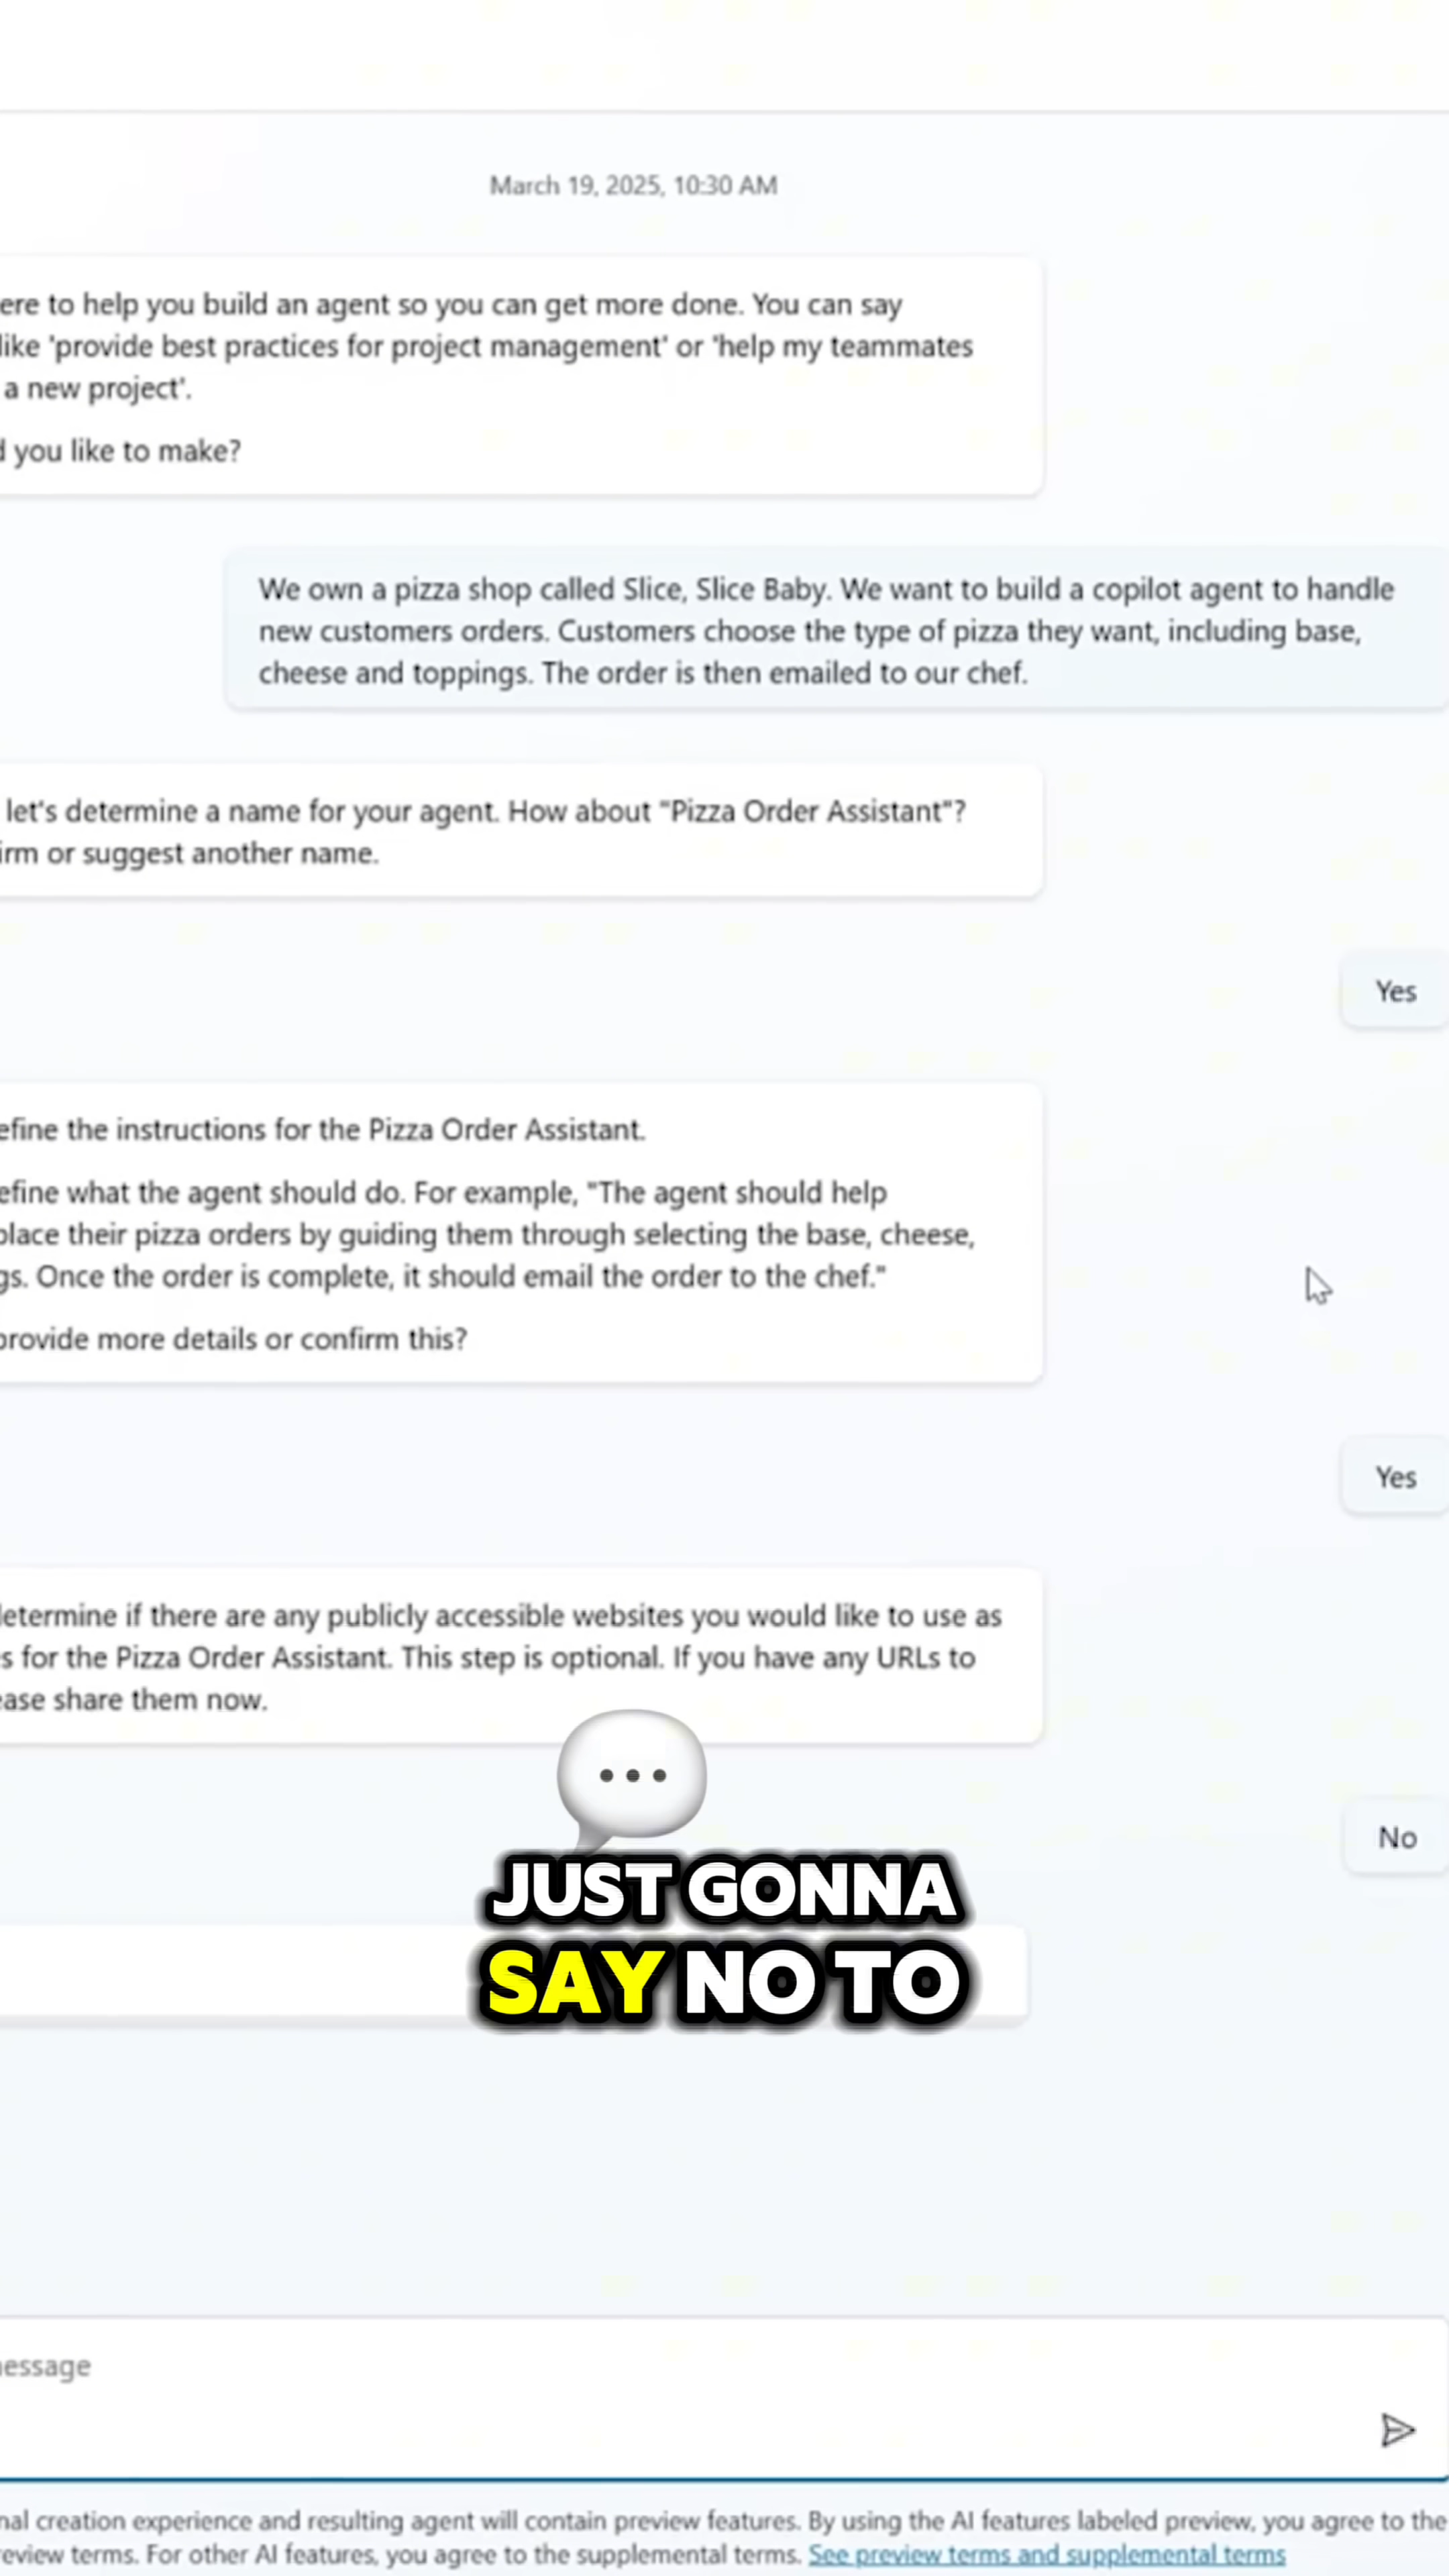 March 19, 2025, 10:30 AM
ere to help you build an agent so you can get more done. You can say
like 'provide best practices for project management' or 'help my teammates
a new project'.
d you like to make?
We own a pizza shop called Slice, Slice Baby. We want to build a copilot agent to handle
new customers orders. Customers choose the type of pizza they want, including base,
cheese and toppings. The order is then emailed to our chef.
let's determine a name for your agent. How about "Pizza Order Assistant"?
irm or suggest another name.
Yes
efine the instructions for the Pizza Order Assistant.
efine what the agent should do. For example, "The agent should help
place their pizza orders by guiding them through selecting the base, cheese,
gs. Once the order is complete, it should email the order to the chef."
provide more details or confirm this?
Yes
determine if there are any publicly accessible websites you would like to use as
s for the Pizza Order Assistant. This step is optional. If you have any URLs to
ease share them now.
No
JUST GONNA
SAY NO TO
essage
nal creation experience and resulting agent will contain preview features. By using the AI features labeled preview, you agree to the
eview terms. For other AI features, you agree to the supplemental terms. See preview terms and supplemental terms